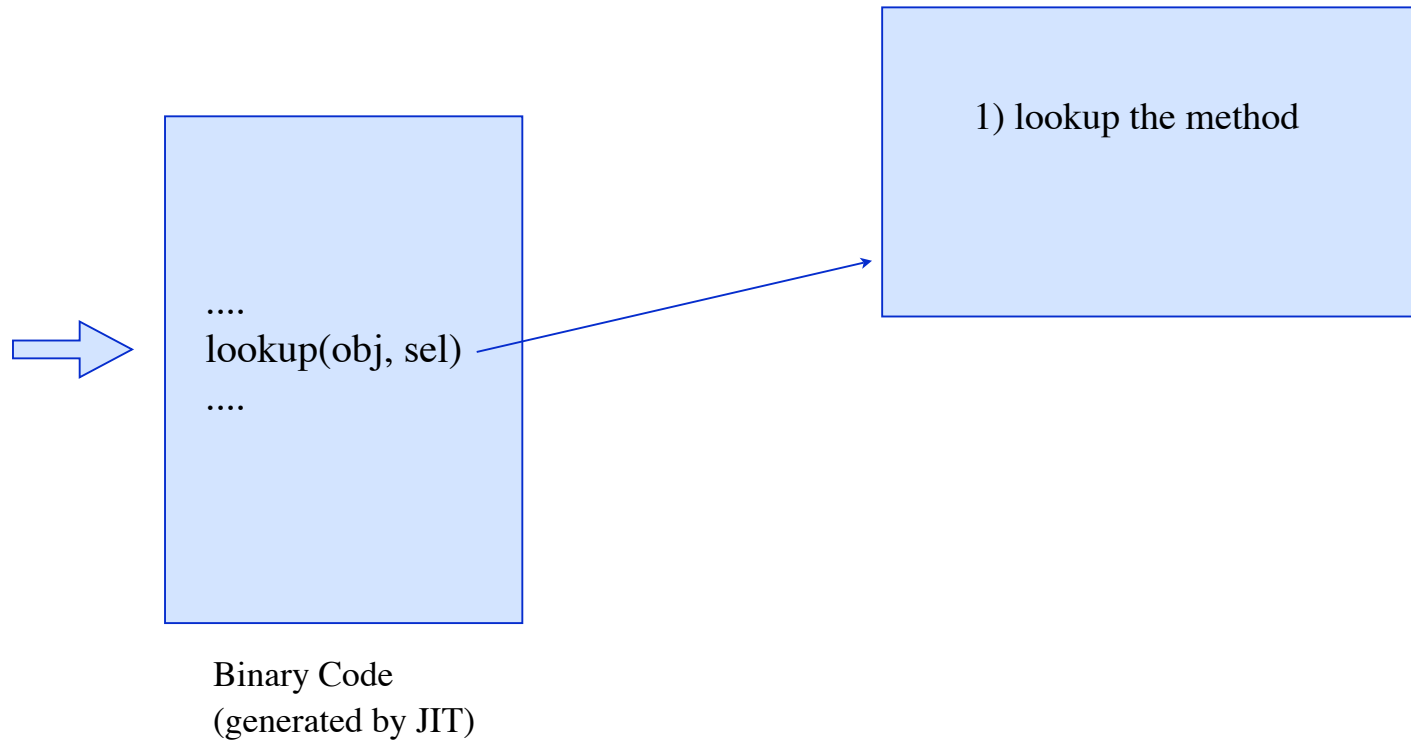 1) lookup the method
....
lookup(obj, sel)
....
Binary Code
(generated by JIT)